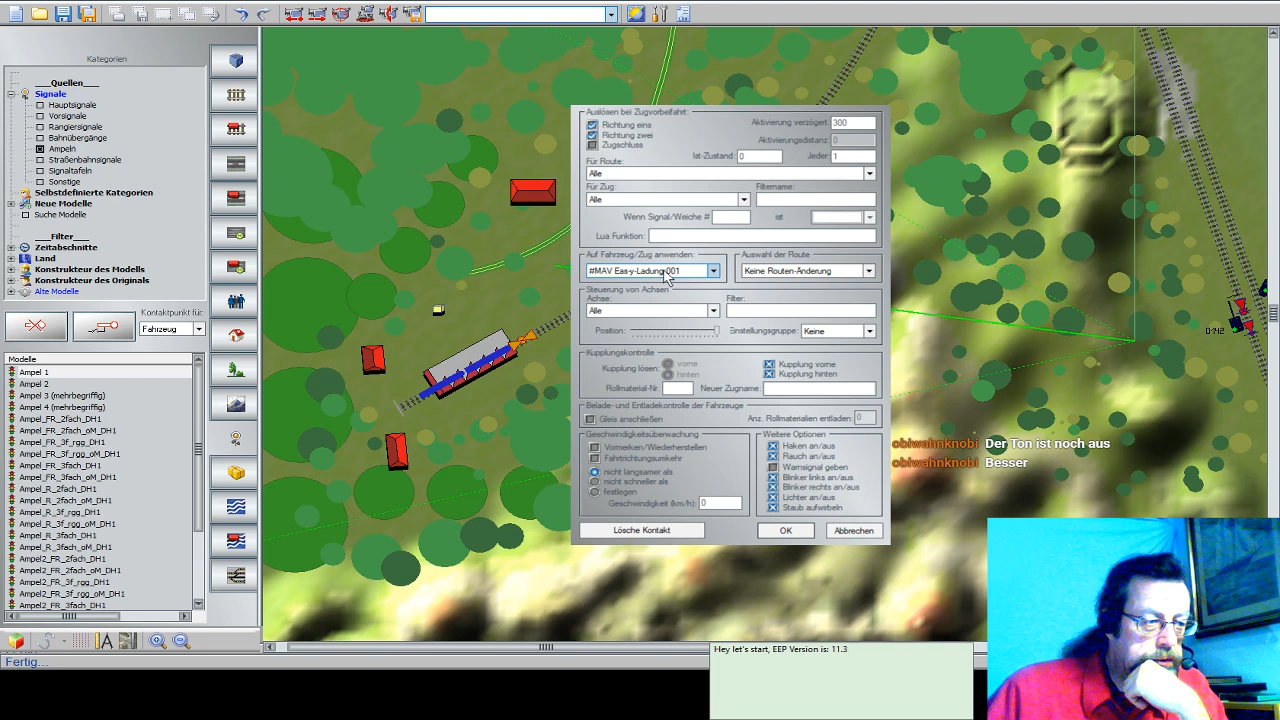 Kategorien
___Quellen___
Signale
Hauptsignale
Vorsignale
Rangiersignale
Bahnübergänge
Ampeln
Straßenbahnsignale
Signaltafeln
Sonstige
Selbstdefinierte Kategorien
Neue Modelle
Suche Modelle
___Filter___
Zeitabschnitte
Land
Konstrukteure des Modells
Konstrukteure des Originals
Alte Modelle
Kontaktpunkt für:
Fahrzeug
Modelle
Ampel 1
Ampel 2
Ampel 3 (mehrbegriffig)
Ampel 4 (mehrbegriffig)
Ampel_FR_2fach_DH1
Ampel_FR_2fach_oM_DH1
Ampel_FR_3f_rgg_DH1
Ampel_FR_3f_rgg_oM_DH1
Ampel_FR_3fach_DH1
Ampel_FR_3fach_oM_DH1
Ampel_R_2fach_DH1
Ampel_R_2fach_oM_DH1
Ampel_R_3f_rgg_DH1
Ampel_R_3f_rgg_oM_DH1
Ampel_R_3fach_DH1
Ampel_R_3fach_oM_DH1
Ampel2_FR_2fach_DH1
Ampel2_FR_2fach_oM_DH1
Ampel2_FR_3f_rgg_DH1
Ampel2_FR_3f_rgg_oM_DH1
Ampel2_FR_3fach_DH1
Fertig...
Auslösen bei Zugvorbeifahrt:
Richtung eins
Aktivierung verzögert: 300
Richtung zwei
Aktivierungsdistanz: 0
Zugschluss
Ist-Zustand 0
Jeder: 1
Für Route:
Alle
Für Zug:
Filtername:
Alle
Wenn Signal/Weiche #
ist
Lua Funktion:
Auf Fahrzeug/Zug anwenden:
Auswahl der Route
#MAV Eas-y-Ladung;001
Keine Routen-Änderung
Steuerung von Achsen
Achse:
Filter:
Alle
Position:
Einstellungsgruppe: Keine
Kupplungskontrolle
Kupplung lösen:
vorne
hinten
Kupplung vorne
Kupplung hinten
Rollmaterial-Nr.
Neuer Zugname:
Belade- und Entladekontrolle der Fahrzeuge
Gleis anschließen
Anz. Rollmaterialien entladen: 0
Geschwindigkeitsüberwachung
Vormerken/Wiederherstellen
Fahrtrichtungsumkehr
nicht langsamer als
nicht schneller als
festlegen
Geschwindigkeit (km/h): 0
Weitere Optionen
Haken an/aus
Rauch an/aus
Warnsignal geben
Blinker links an/aus
Blinker rechts an/aus
Lichter an/aus
Staub aufwirbeln
Lösche Kontakt
OK
Abbrechen
obiwahnknobi Der Ton ist noch aus
obiwahnknobi Besser
Hey let's start, EEP Version is: 11.3